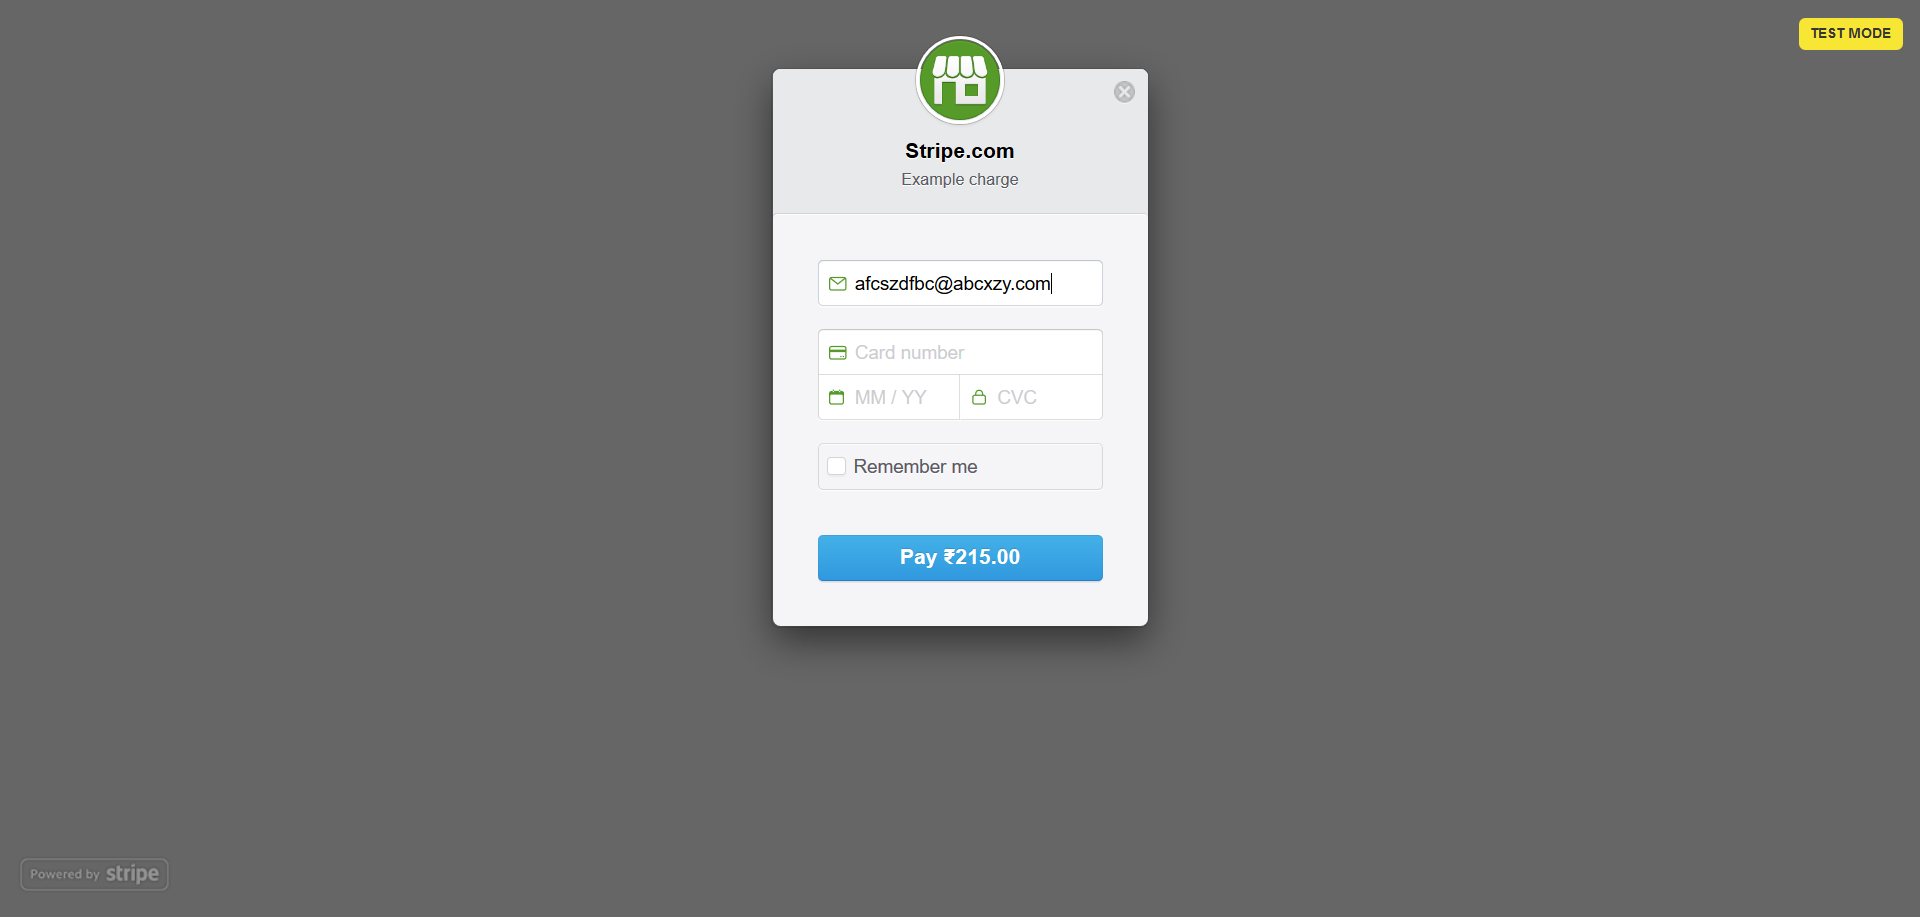 TEST MODE
Stripe.com
Example charge
afcszdfbc@abcxzy.com
Card number
MM / YY
CVC
Remember me
Pay ₹215.00
Powered by stripe